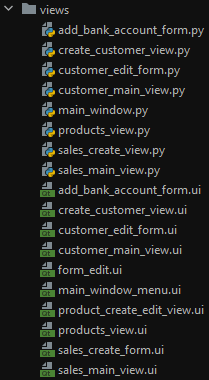 views
add_bank_account_form.py
create_customer_view.py
customer_edit_form.py
customer_main_view.py
main_window.py
products_view.py
sales_create_view.py
sales_main_view.py
add_bank_account_form.ui
create_customer_view.ui
customer_edit_form.ui
customer_main_view.ui
form_edit.ui
main_window_menu.ui
product_create_edit_view.ui
products_view.ui
sales_create_form.ui
sales_main_view.ui